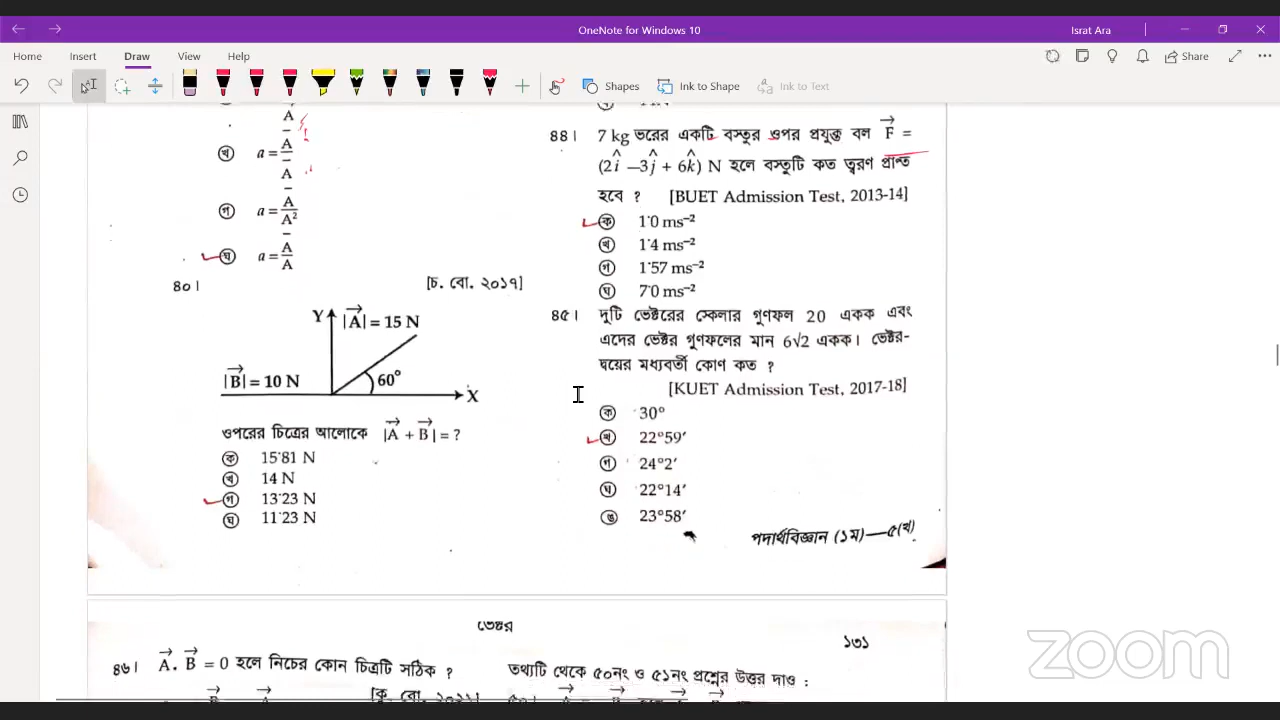 OneNote for Windows 10
Israt Ara
Home Insert Draw View Help
Share
Shapes
Ink to Shape
Ink to Text
A
খ a = A
A
গ a = A
A²
ঘ a = A
A
৪০। [চ. বো. ২০১৭]
Y |A| = 15 N
|B| = 10 N 60° X
ওপরের চিত্রের আলোকে |A + B| = ?
ক 15·81 N
খ 14 N
গ 13·23 N
ঘ 11·23 N
৪৪। 7 kg ভরের একটি বস্তুর ওপর প্রযুক্ত বল F =
(2i −3j + 6k) N হলে বস্তুটি কত ত্বরণ প্রাপ্ত
হবে ? [BUET Admission Test, 2013-14]
ক 1·0 ms⁻²
খ 1·4 ms⁻²
গ 1·57 ms⁻²
ঘ 7·0 ms⁻²
৪৫। দুটি ভেক্টরের স্কেলার গুণফল 20 একক এবং
এদের ভেক্টর গুণফলের মান 6√2 একক। ভেক্টর-
দ্বয়ের মধ্যবর্তী কোণ কত ?
[KUET Admission Test, 2017-18]
ক 30°
খ 22°59′
গ 24°2′
ঘ 22°14′
ঙ 23°58′
পদার্থবিজ্ঞান (১ম)—৫(খ)
ভেক্টর
১৩১
৪৬। A. B = 0 হলে নিচের কোন চিত্রটি সঠিক ?
তথ্যটি থেকে ৫০নং ও ৫১নং প্রশ্নের উত্তর দাও :
zoom